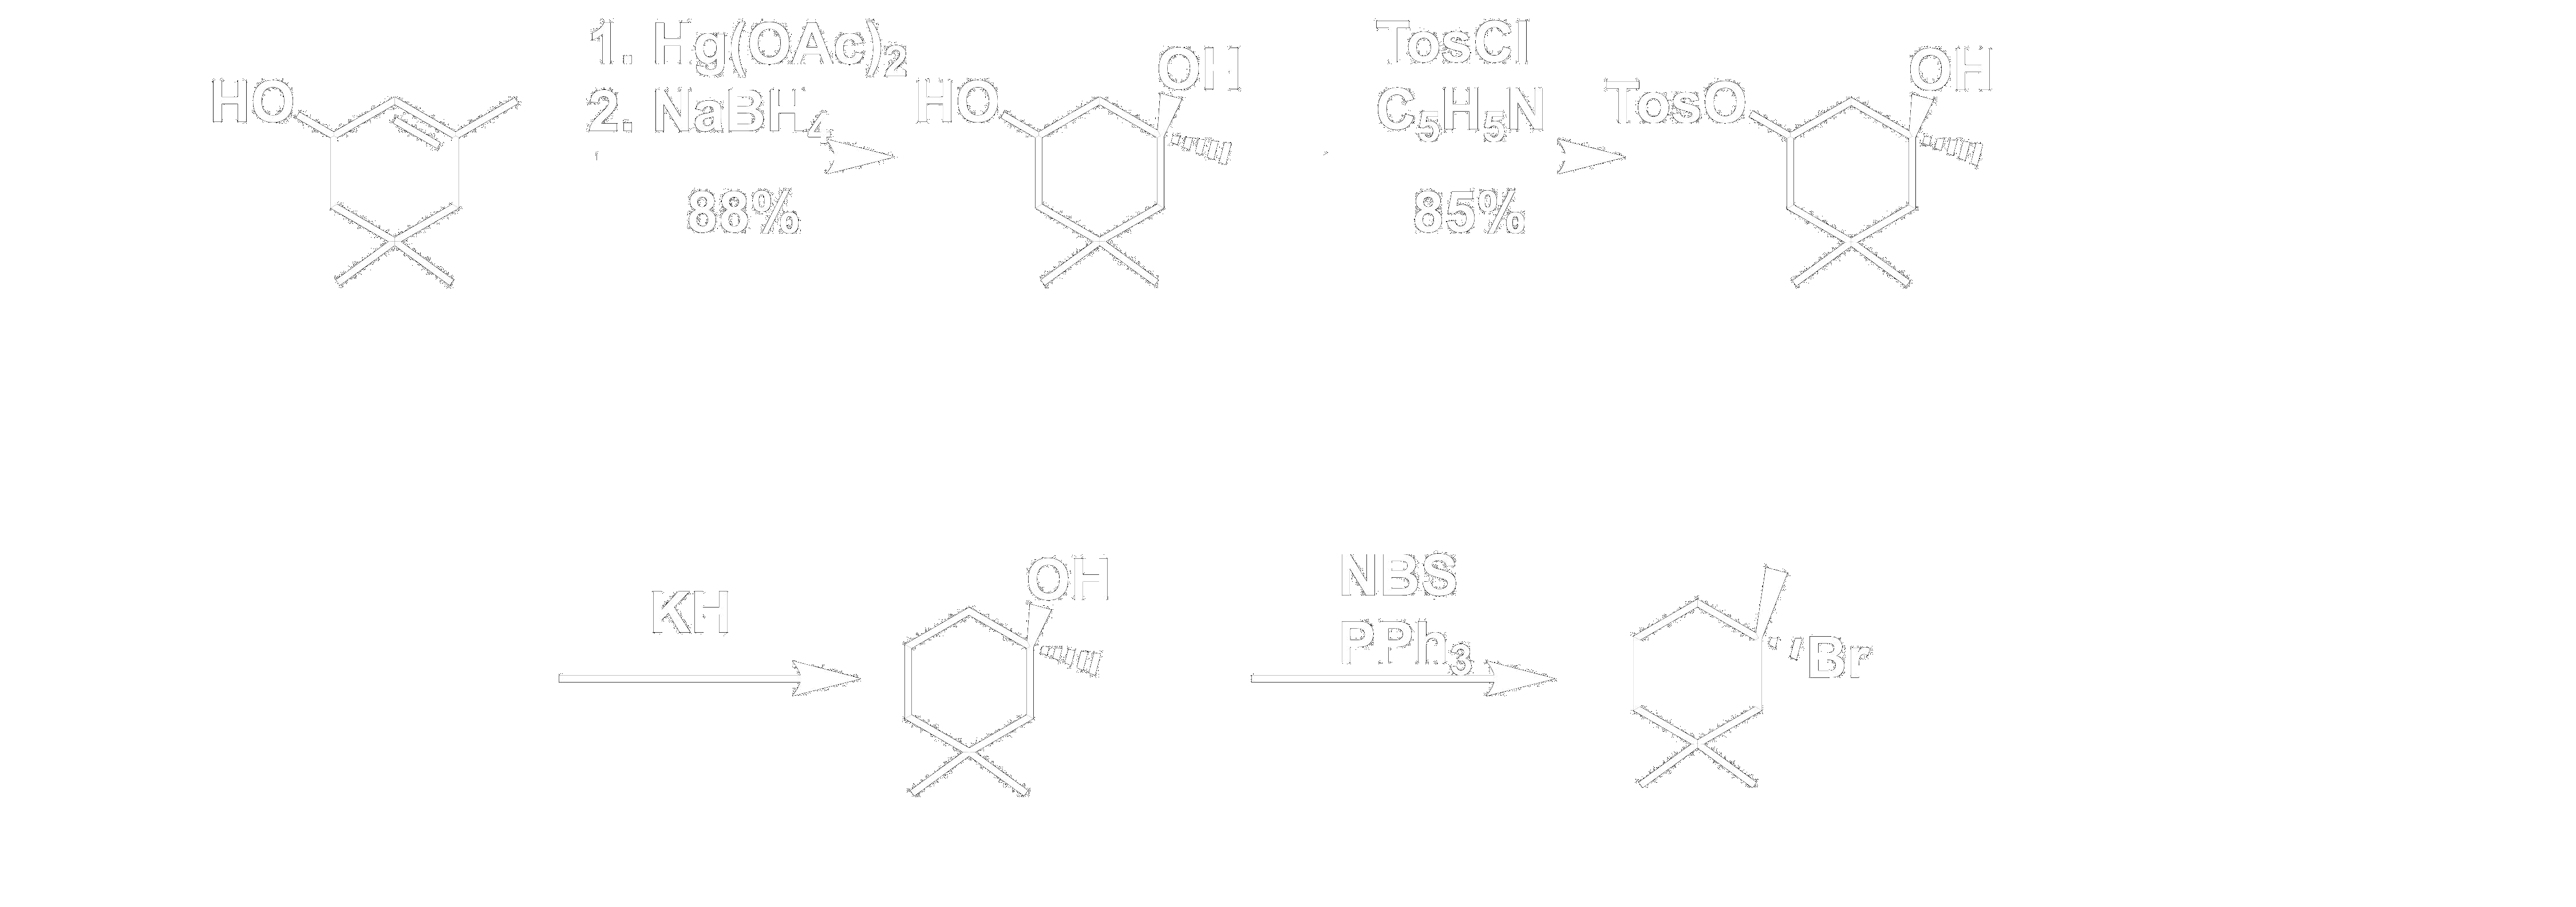 HO
1. Hg(OAc)2
2. NaBH4
88%
HO
OH
TosCl
C5H5N
85%
TosO
OH
KH
OH
NBS
PPh3
Br